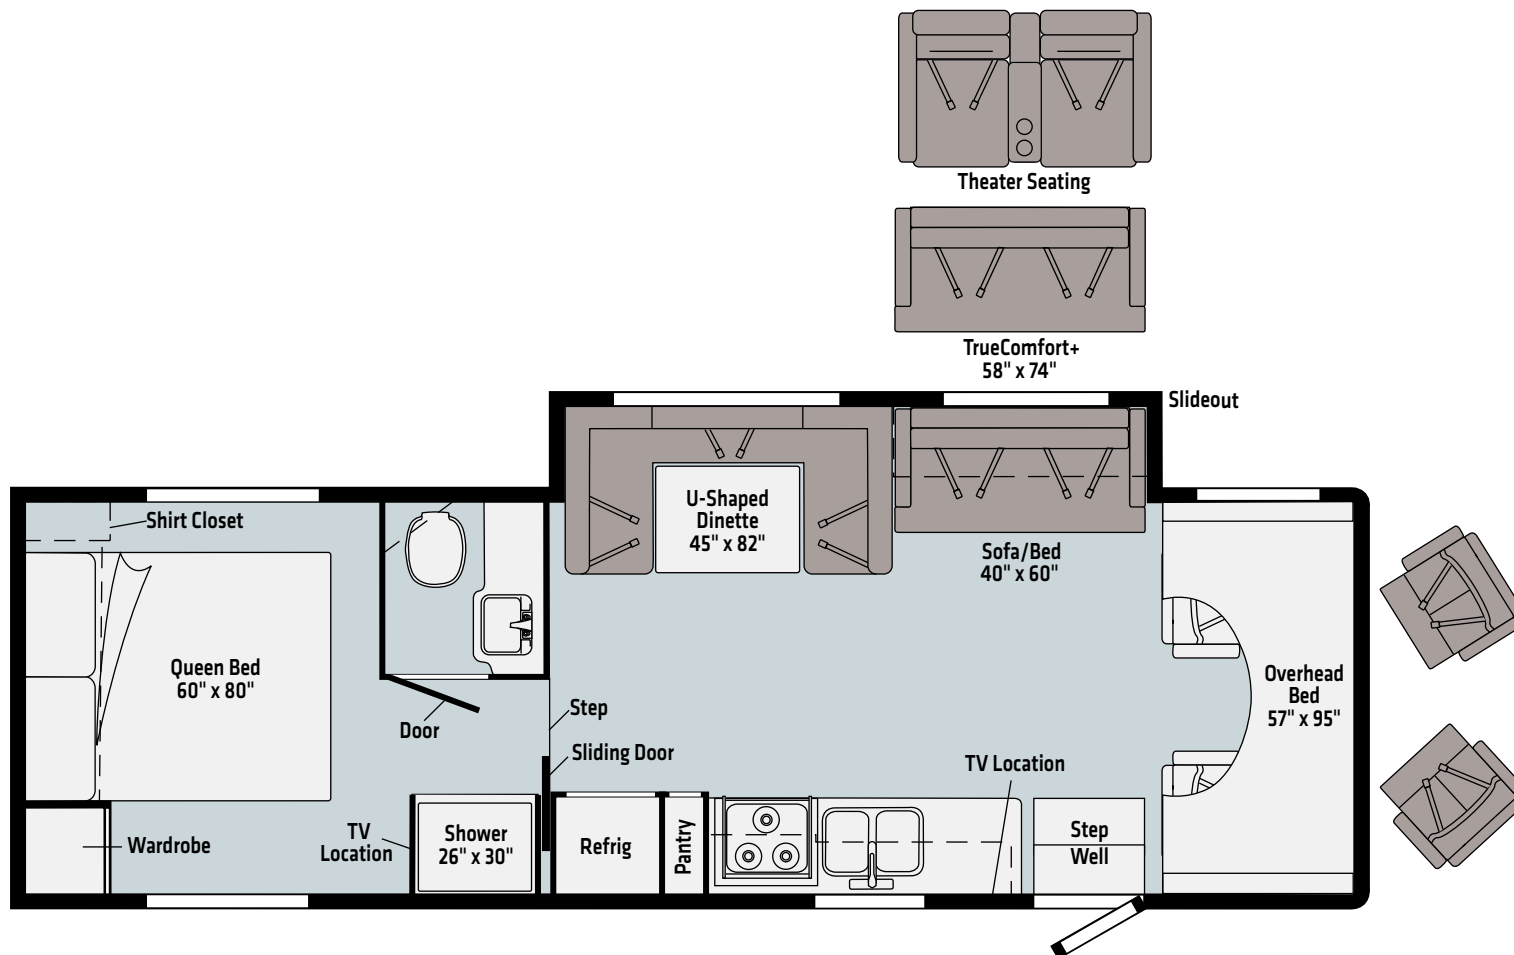 Theater Seating
TrueComfort+
58" x 74"
Slideout
Shirt Closet
U-Shaped
Dinette
45" x 82"
Sofa/Bed
40" x 60"
Queen Bed
60" x 80"
Overhead
Bed
57" x 95"
Door
Step
Sliding Door
TV Location
TV
Location
Wardrobe
Shower
26" x 30"
Refrig
Pantry
Step
Well